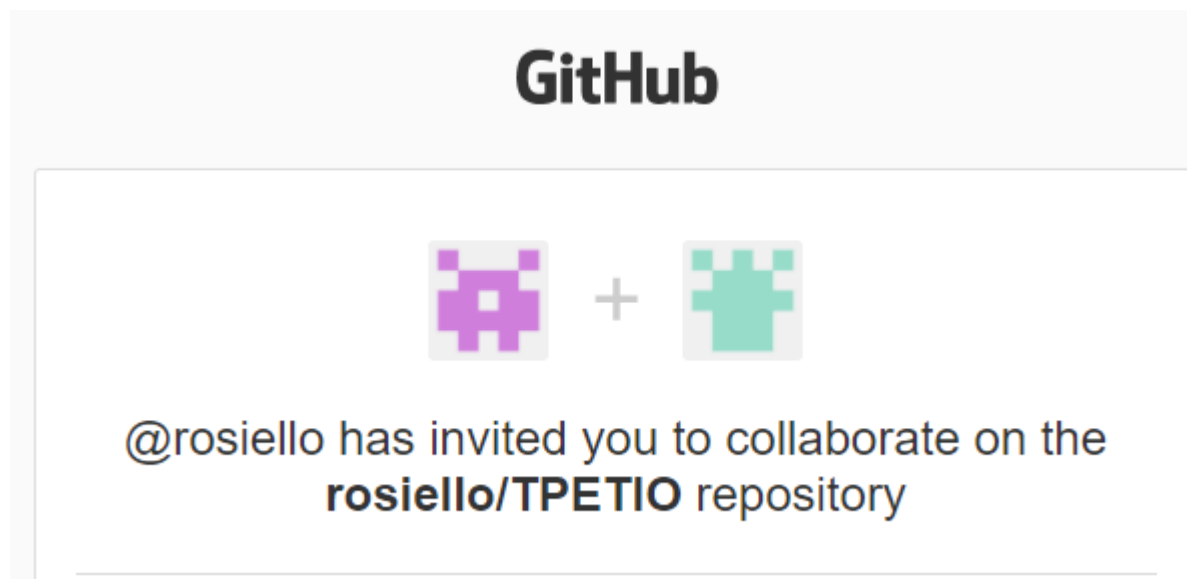 GitHub
@rosiello has invited you to collaborate on the
rosiello/TPETIO repository